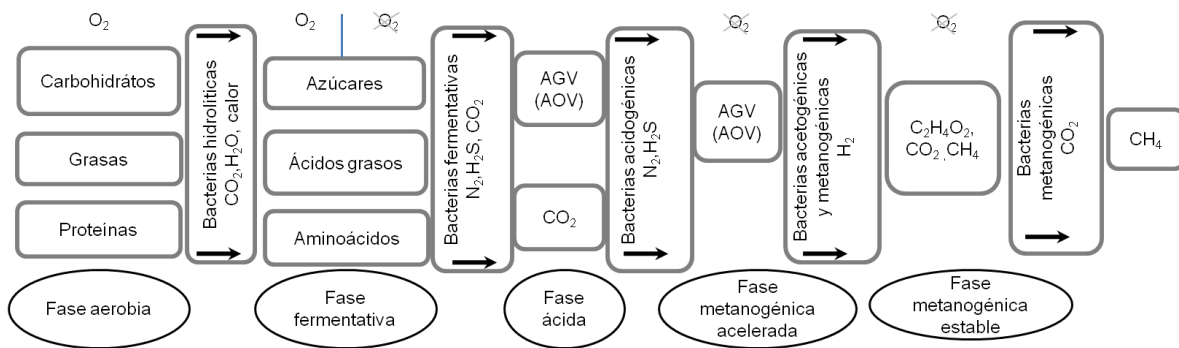 O₂
Carbohidrátos
Grasas
Proteínas
Fase aerobia
Bacterias hidrolíticas
CO₂,H₂O, calor
O₂
O₂
Azúcares
Ácidos grasos
Aminoácidos
Fase
fermentativa
Bacterias fermentativas
N₂,H₂S, CO₂
AGV
(AOV)
CO₂
Fase
ácida
Bacterias acidogénicas
N₂,H₂S
O₂
AGV
(AOV)
Fase
metanogénica
acelerada
Bacterias acetogénicas
y metanogénicas
H₂
O₂
C₂H₄O₂,
CO₂ ,CH₄
Fase
metanogénica
estable
Bacterias
metanogénicas
CO₂
CH₄